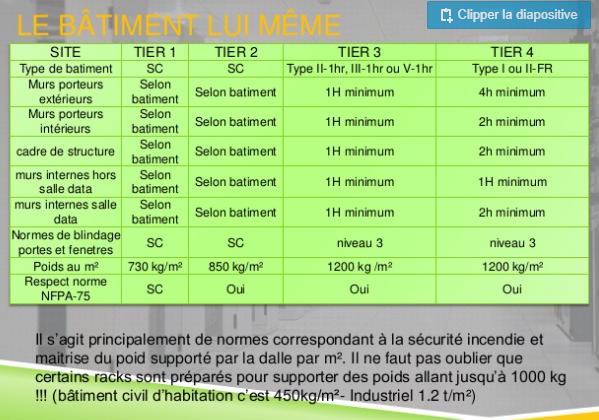 Clipper la diapositive
LE BÂTIMENT LUI MÊME
SITE TIER 1 TIER 2 TIER 3 TIER 4
Type de batiment SC SC Type II-1hr, III-1hr ou V-1hr Type I ou II-FR
Murs porteurs extérieurs Selon batiment Selon batiment 1H minimum 4h minimum
Murs porteurs intérieurs Selon batiment Selon batiment 1H minimum 2h minimum
cadre de structure Selon batiment Selon batiment 1H minimum 2h minimum
murs internes hors salle data Selon batiment Selon batiment 1H minimum 1H minimum
murs internes salle data Selon batiment Selon batiment 1H minimum 2h minimum
Normes de blindage portes et fenetres SC SC niveau 3 niveau 3
Poids au m² 730 kg/m² 850 kg/m² 1200 kg /m² 1200 kg/m²
Respect norme NFPA-75 SC Oui Oui Oui
Il s'agit principalement de normes correspondant à la sécurité incendie et
maitrise du poid supporté par la dalle par m². Il ne faut pas oublier que
certains racks sont préparés pour supporter des poids allant jusqu'à 1000 kg
!!! (bâtiment civil d'habitation c'est 450kg/m²- Industriel 1.2 t/m²)